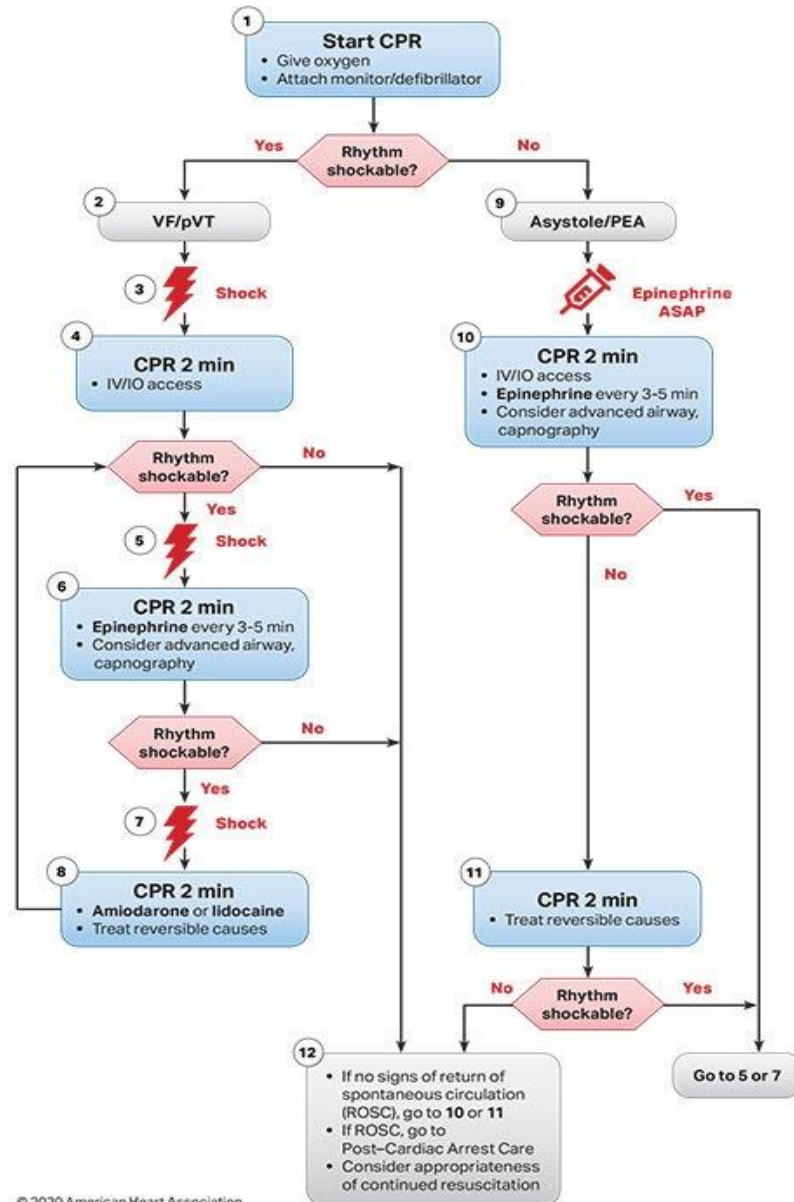 1
Start CPR
• Give oxygen
• Attach monitor/defibrillator
Yes
Rhythm
shockable?
No
2
VF/pVT
9
Asystole/PEA
3
Shock
Epinephrine
ASAP
4
CPR 2 min
• IV/IO access
10
CPR 2 min
• IV/IO access
• Epinephrine every 3-5 min
• Consider advanced airway,
capnography
Rhythm
shockable?
No
Yes
Rhythm
shockable?
Yes
No
5
Shock
6
CPR 2 min
• Epinephrine every 3-5 min
• Consider advanced airway,
capnography
Rhythm
shockable?
No
Yes
7
Shock
8
CPR 2 min
• Amiodarone or lidocaine
• Treat reversible causes
11
CPR 2 min
• Treat reversible causes
No
Rhythm
shockable?
Yes
12
• If no signs of return of
spontaneous circulation
(ROSC), go to 10 or 11
• If ROSC, go to
Post–Cardiac Arrest Care
• Consider appropriateness
of continued resuscitation
Go to 5 or 7
© 2020 American Heart Association